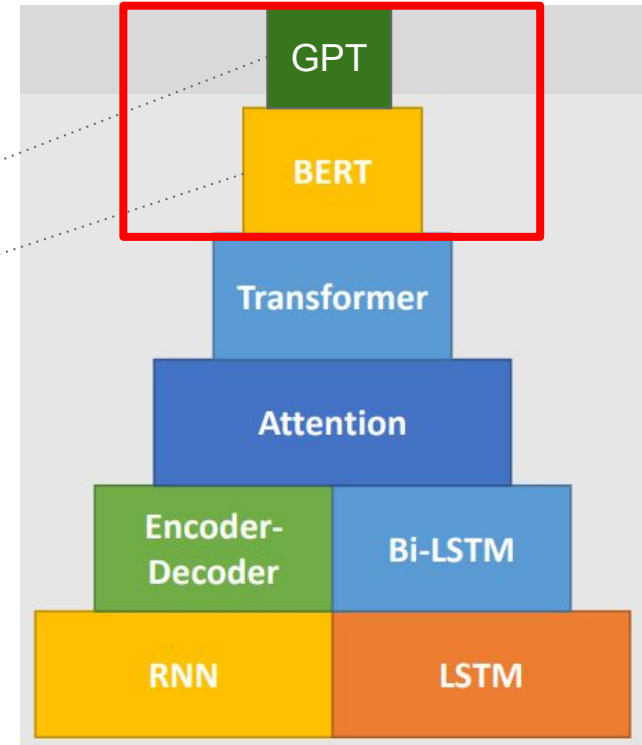 GPT
BERT
Transformer
Attention
Encoder-
Decoder
Bi-LSTM
RNN
LSTM